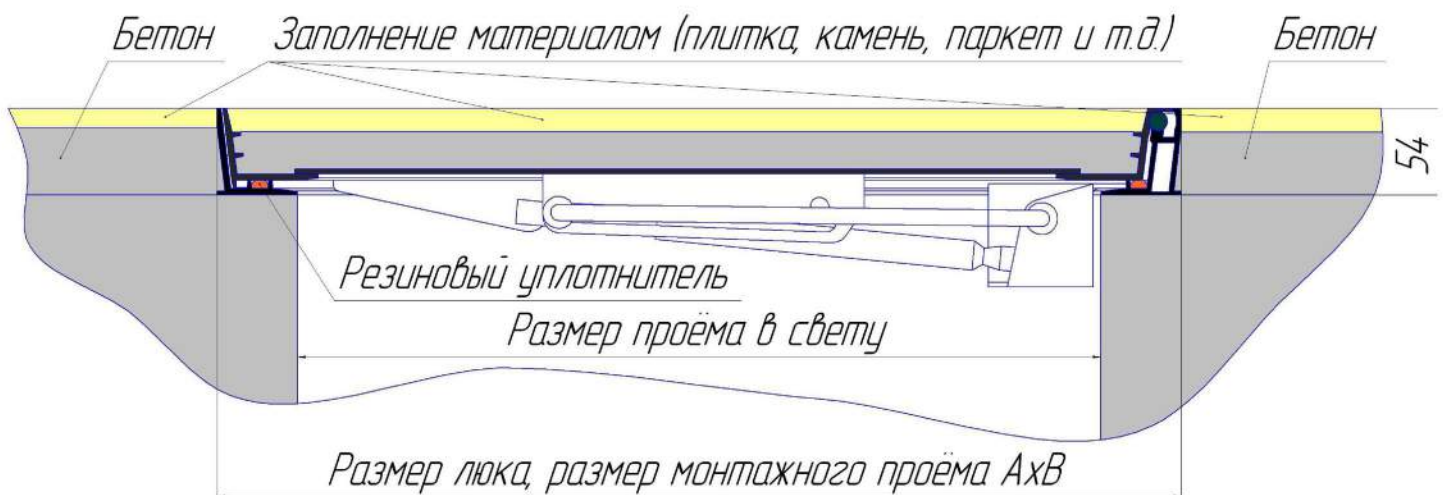 Бетон
Заполнение материалом (плитка, камень, паркет и т.д.)
Бетон
54
Резиновый уплотнитель
Размер проёма в свету
Размер люка, размер монтажного проёма АхВ